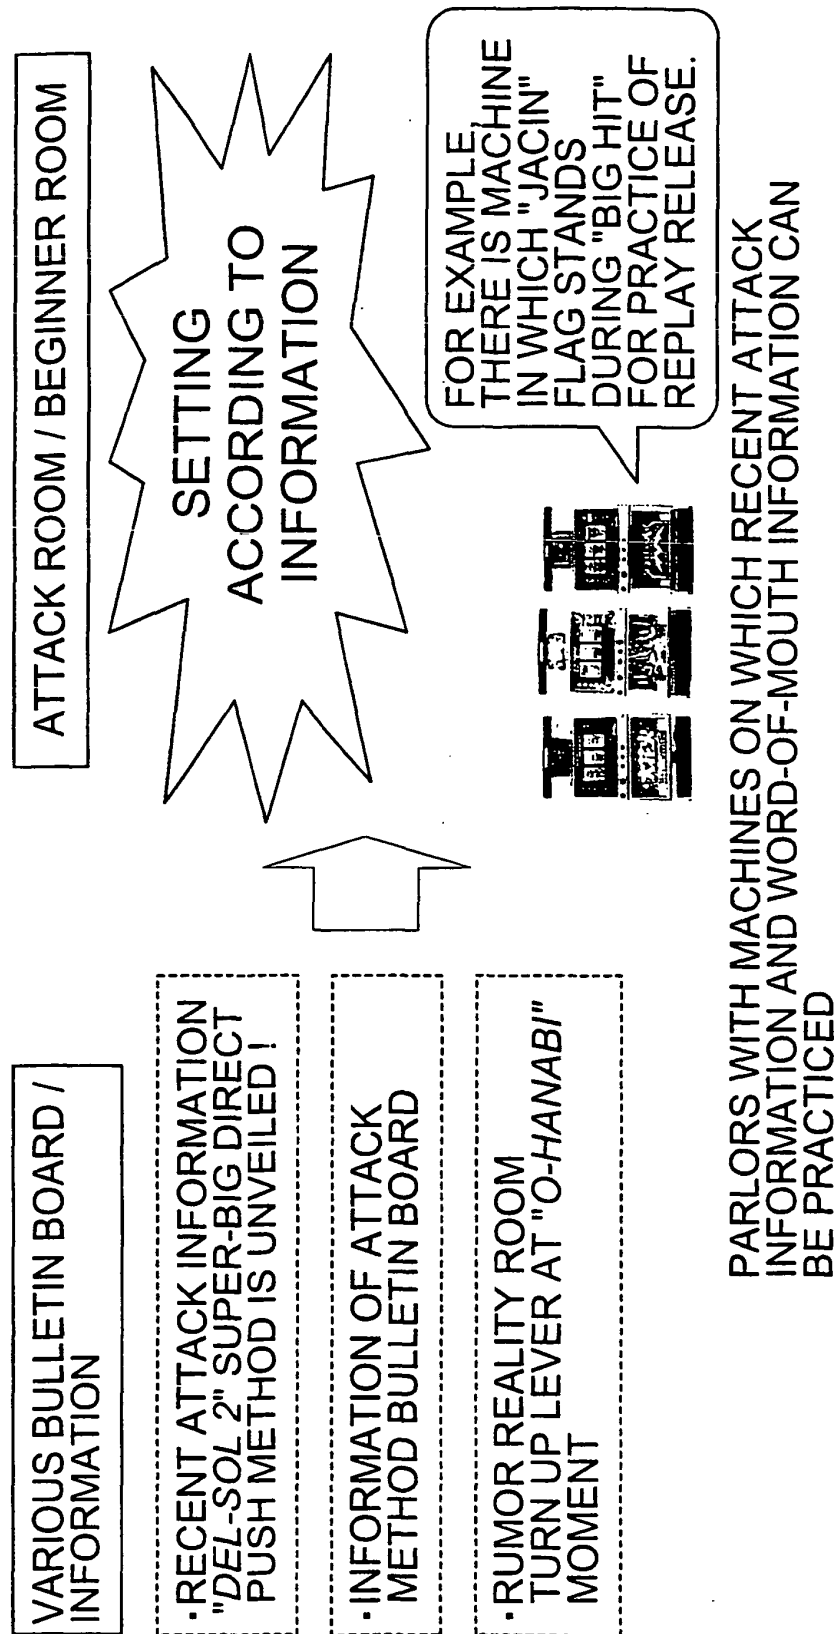 VARIOUS BULLETIN BOARD /
INFORMATION
·RECENT ATTACK INFORMATION
"DEL-SOL 2" SUPER-BIG DIRECT
PUSH METHOD IS UNVEILED !
·INFORMATION OF ATTACK
METHOD BULLETIN BOARD
·RUMOR REALITY ROOM
TURN UP LEVER AT "O-HANABI"
MOMENT
ATTACK ROOM / BEGINNER ROOM
SETTING
ACCORDING TO
INFORMATION
FOR EXAMPLE,
THERE IS MACHINE
IN WHICH "JACIN"
FLAG STANDS
DURING "BIG HIT"
FOR PRACTICE OF
REPLAY RELEASE.
PARLORS WITH MACHINES ON WHICH RECENT ATTACK
INFORMATION AND WORD-OF-MOUTH INFORMATION CAN
BE PRACTICED